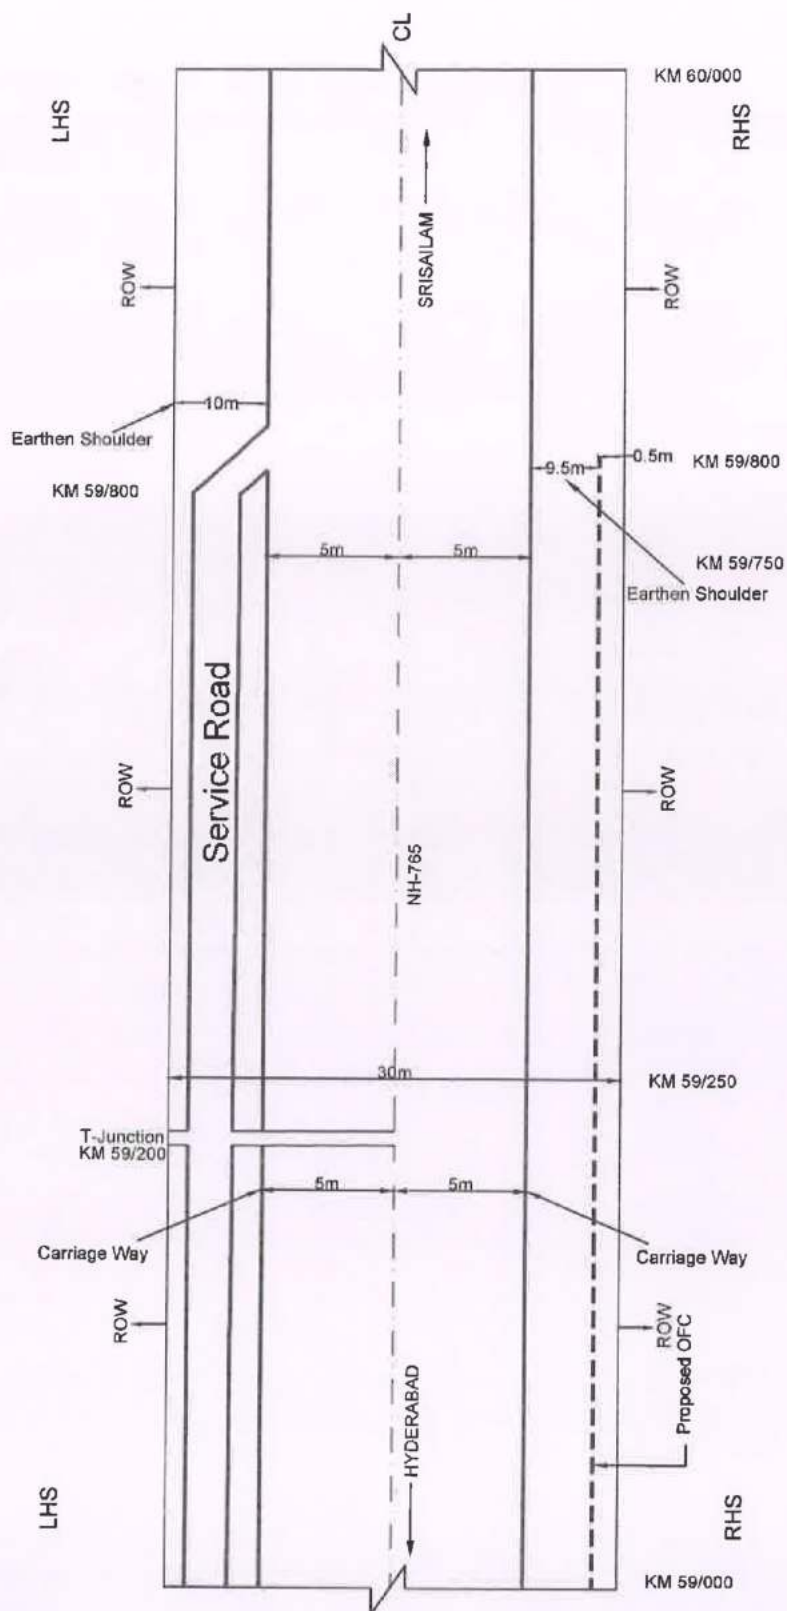 CL
KM 60/000
LHS
RHS
SRISAILAM
ROW
ROW
10m
Earthen Shoulder
KM 59/800
0.5m
KM 59/800
9.5m
5m
5m
KM 59/750
Earthen Shoulder
Service Road
ROW
ROW
NH-765
30m
KM 59/250
T-Junction
KM 59/200
5m
5m
Carriage Way
Carriage Way
ROW
ROW
Proposed OFC
HYDERABAD
LHS
RHS
KM 59/000